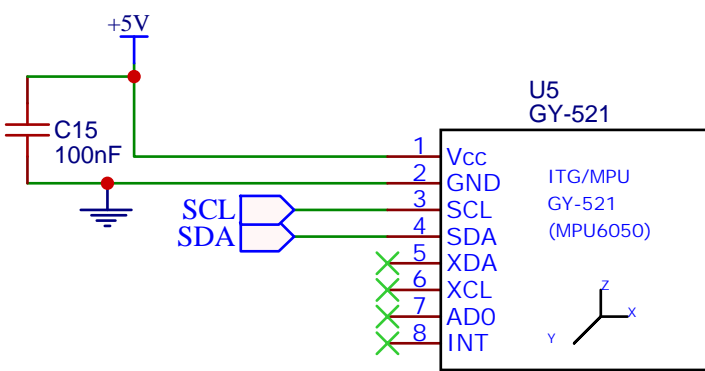 +5V
U5
GY-521
C15
100nF
1 Vcc
2 GND
3 SCL
4 SDA
5 XDA
6 XCL
7 AD0
8 INT
SCL
SDA
ITG/MPU
GY-521
(MPU6050)
Z
X
Y